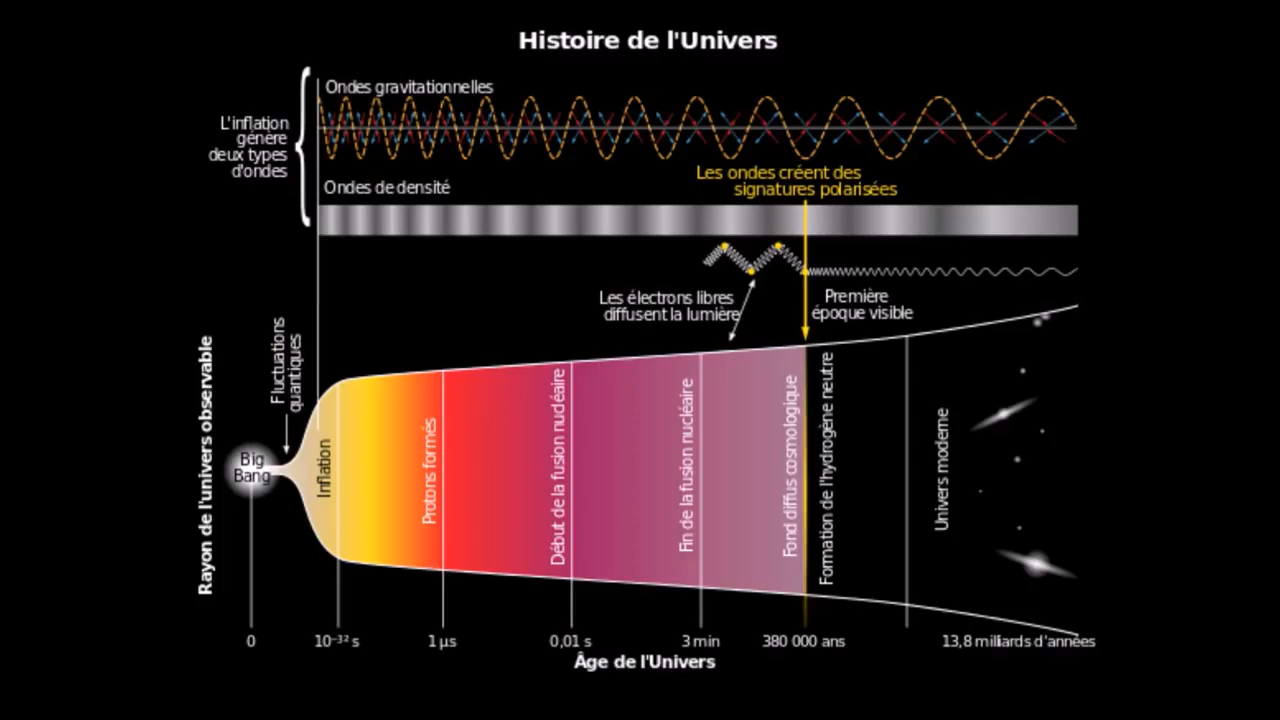 Histoire de l'Univers
Ondes gravitationnelles
L'inflation
génère
deux types
d'ondes
Ondes de densité
Les ondes créent des
signatures polarisées
Les électrons libres
diffusent la lumière
Première
époque visible
Rayon de l'univers observable
Fluctuations
quantiques
Big
Bang
Inflation
Protons formés
Début de la fusion nucléaire
Fin de la fusion nucléaire
Fond diffus cosmologique
Formation de l'hydrogène neutre
Univers moderne
0
10⁻³² s
1 µs
0,01 s
3 min
380 000 ans
13,8 milliards d'années
Âge de l'Univers